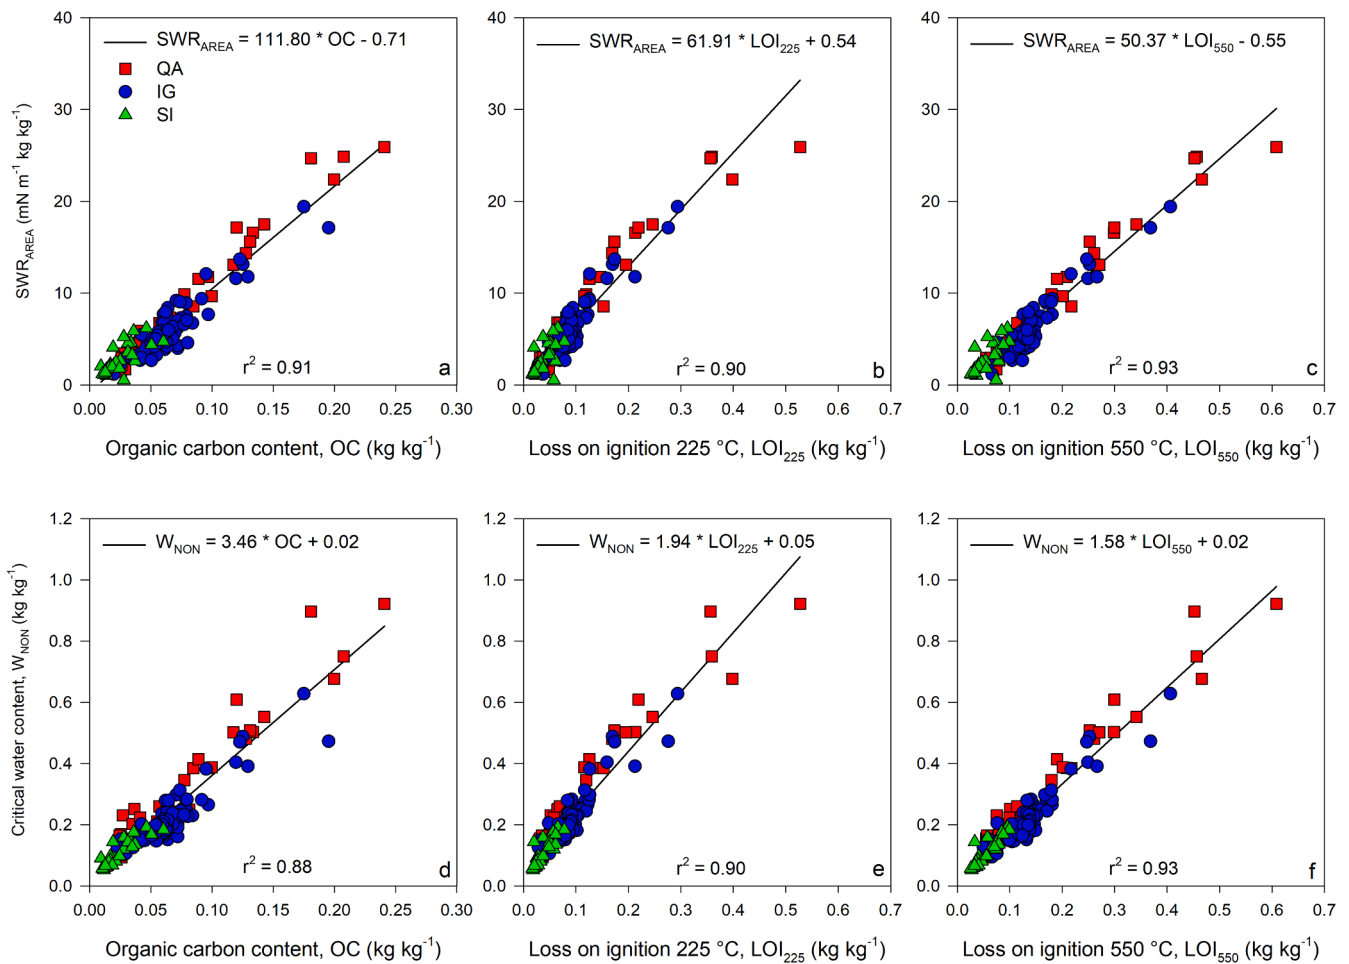 SWR_AREA = 111.80 * OC - 0.71
QA
IG
SI
r² = 0.91
a
40
30
20
10
0
SWR_AREA (mN m⁻¹ kg kg⁻¹)
0.00 0.05 0.10 0.15 0.20 0.25 0.30
Organic carbon content, OC (kg kg⁻¹)
SWR_AREA = 61.91 * LOI₂₂₅ + 0.54
r² = 0.90
b
40
30
20
10
0
0.0 0.1 0.2 0.3 0.4 0.5 0.6 0.7
Loss on ignition 225 °C, LOI₂₂₅ (kg kg⁻¹)
SWR_AREA = 50.37 * LOI₅₅₀ - 0.55
r² = 0.93
c
40
30
20
10
0
0.0 0.1 0.2 0.3 0.4 0.5 0.6 0.7
Loss on ignition 550 °C, LOI₅₅₀ (kg kg⁻¹)
W_NON = 3.46 * OC + 0.02
r² = 0.88
d
1.2
1.0
0.8
0.6
0.4
0.2
0.0
Critical water content, W_NON (kg kg⁻¹)
0.00 0.05 0.10 0.15 0.20 0.25 0.30
Organic carbon content, OC (kg kg⁻¹)
W_NON = 1.94 * LOI₂₂₅ + 0.05
r² = 0.90
e
1.2
1.0
0.8
0.6
0.4
0.2
0.0
0.0 0.1 0.2 0.3 0.4 0.5 0.6 0.7
Loss on ignition 225 °C, LOI₂₂₅ (kg kg⁻¹)
W_NON = 1.58 * LOI₅₅₀ + 0.02
r² = 0.93
f
1.2
1.0
0.8
0.6
0.4
0.2
0.0
0.0 0.1 0.2 0.3 0.4 0.5 0.6 0.7
Loss on ignition 550 °C, LOI₅₅₀ (kg kg⁻¹)